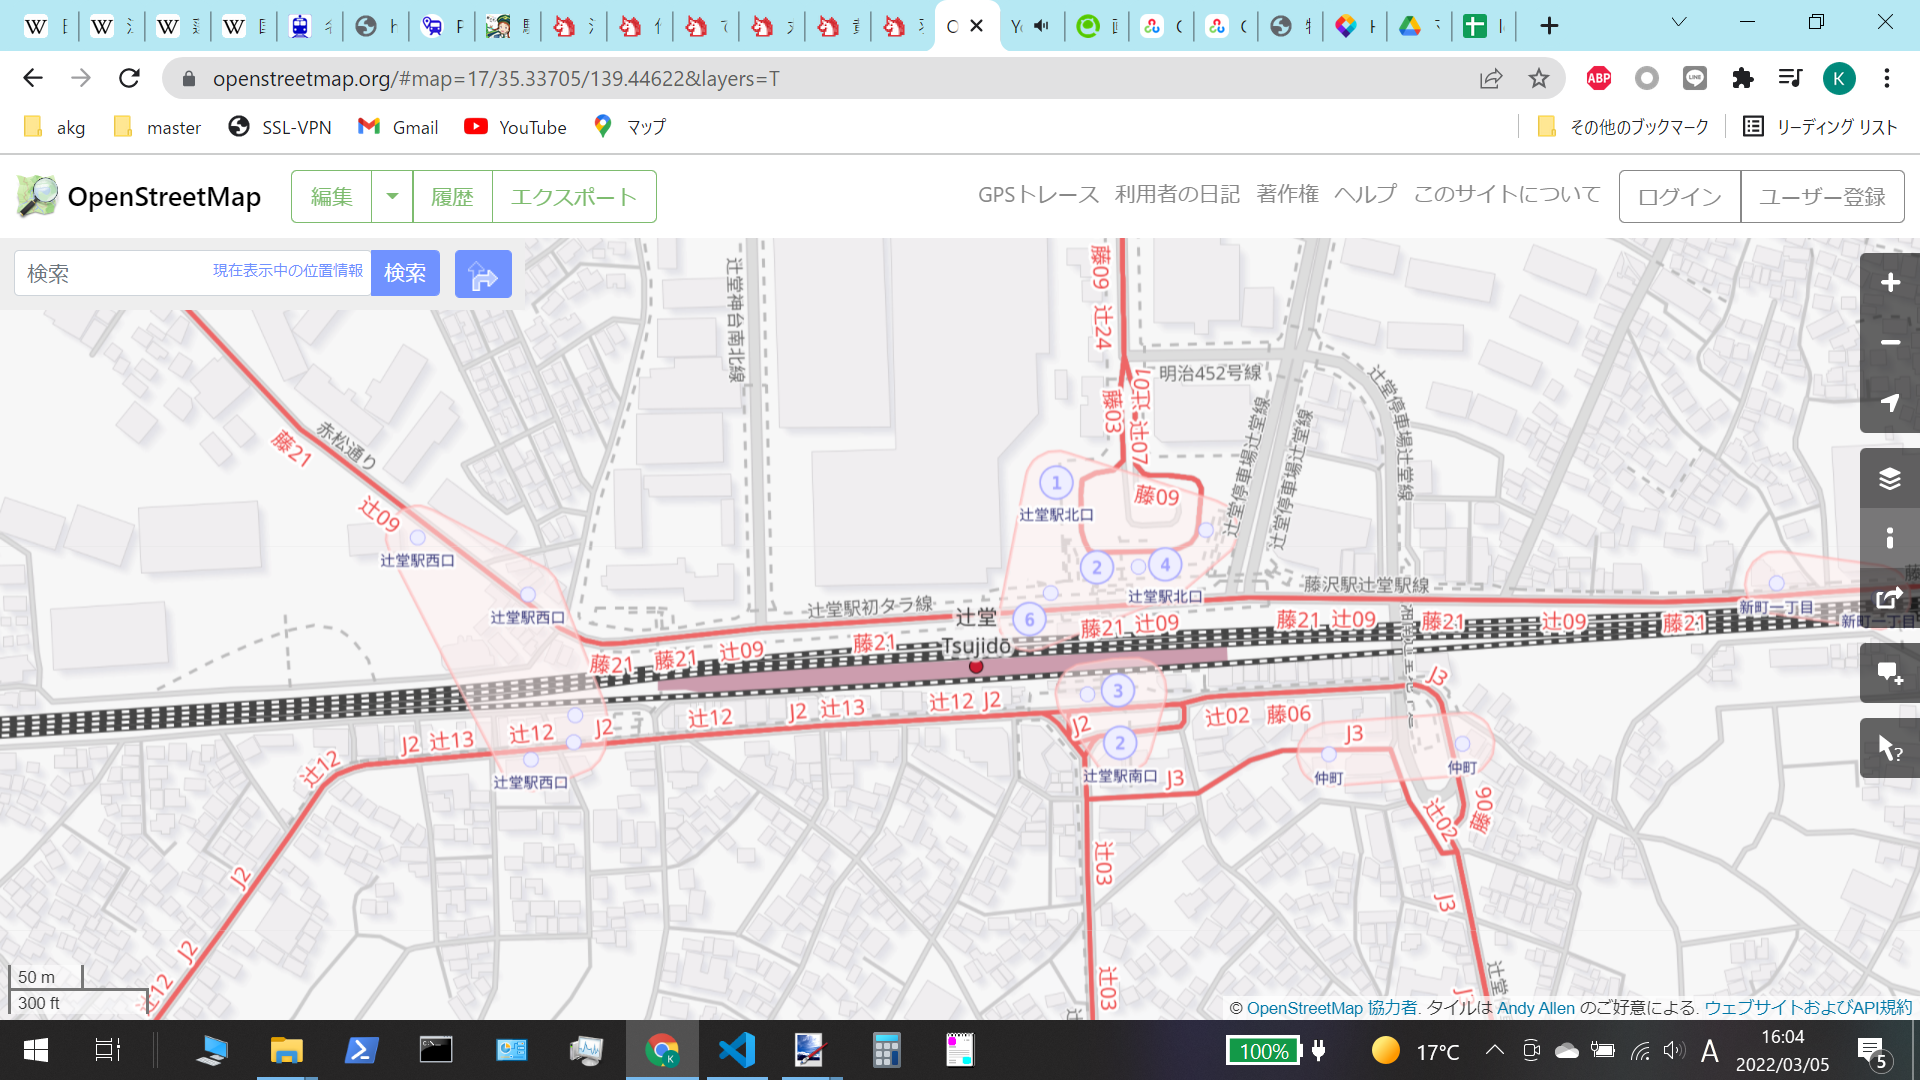 openstreetmap.org/#map=17/35.33705/139.44622&layers=T
ABP
LINE
K
akg
master
SSL-VPN
Gmail
YouTube
マップ
その他のブックマーク
リーディング リスト
OpenStreetMap
編集
履歴
エクスポート
GPSトレース
利用者の日記
著作権
ヘルプ
このサイトについて
ログイン
ユーザー登録
検索
現在表示中の位置情報
検索
辻堂神台南北線
藤09
辻24
明治452号線
藤03
辻07
辻堂停車場辻堂線
辻堂停車場辻堂線
辻堂停車場辻堂線
赤松通り
藤21
辻09
藤09
1
辻堂駅北口
2
4
辻堂駅北口
6
辻堂駅西口
辻堂駅西口
辻堂駅初タラ線
辻堂
Tsujido
藤沢駅辻堂駅線
新町一丁目
新町一丁目
藤21
藤21
辻09
藤21
藤21 辻09
藤21 辻09
藤21
辻09
藤21
3
2
辻堂駅南口
辻12
J2
J2 辻13
辻12
J2 辻13
辻12 J2
J2
辻02
藤06
J3
J3
J3
仲町
仲町
辻堂駅西口
辻12
J2
J2
辻12
辻03
辻03
辻02
藤06
J3
50 m
300 ft
© OpenStreetMap 協力者. タイルは Andy Allen のご好意による. ウェブサイトおよびAPI規約
100%
17°C
A
16:04
2022/03/05
5